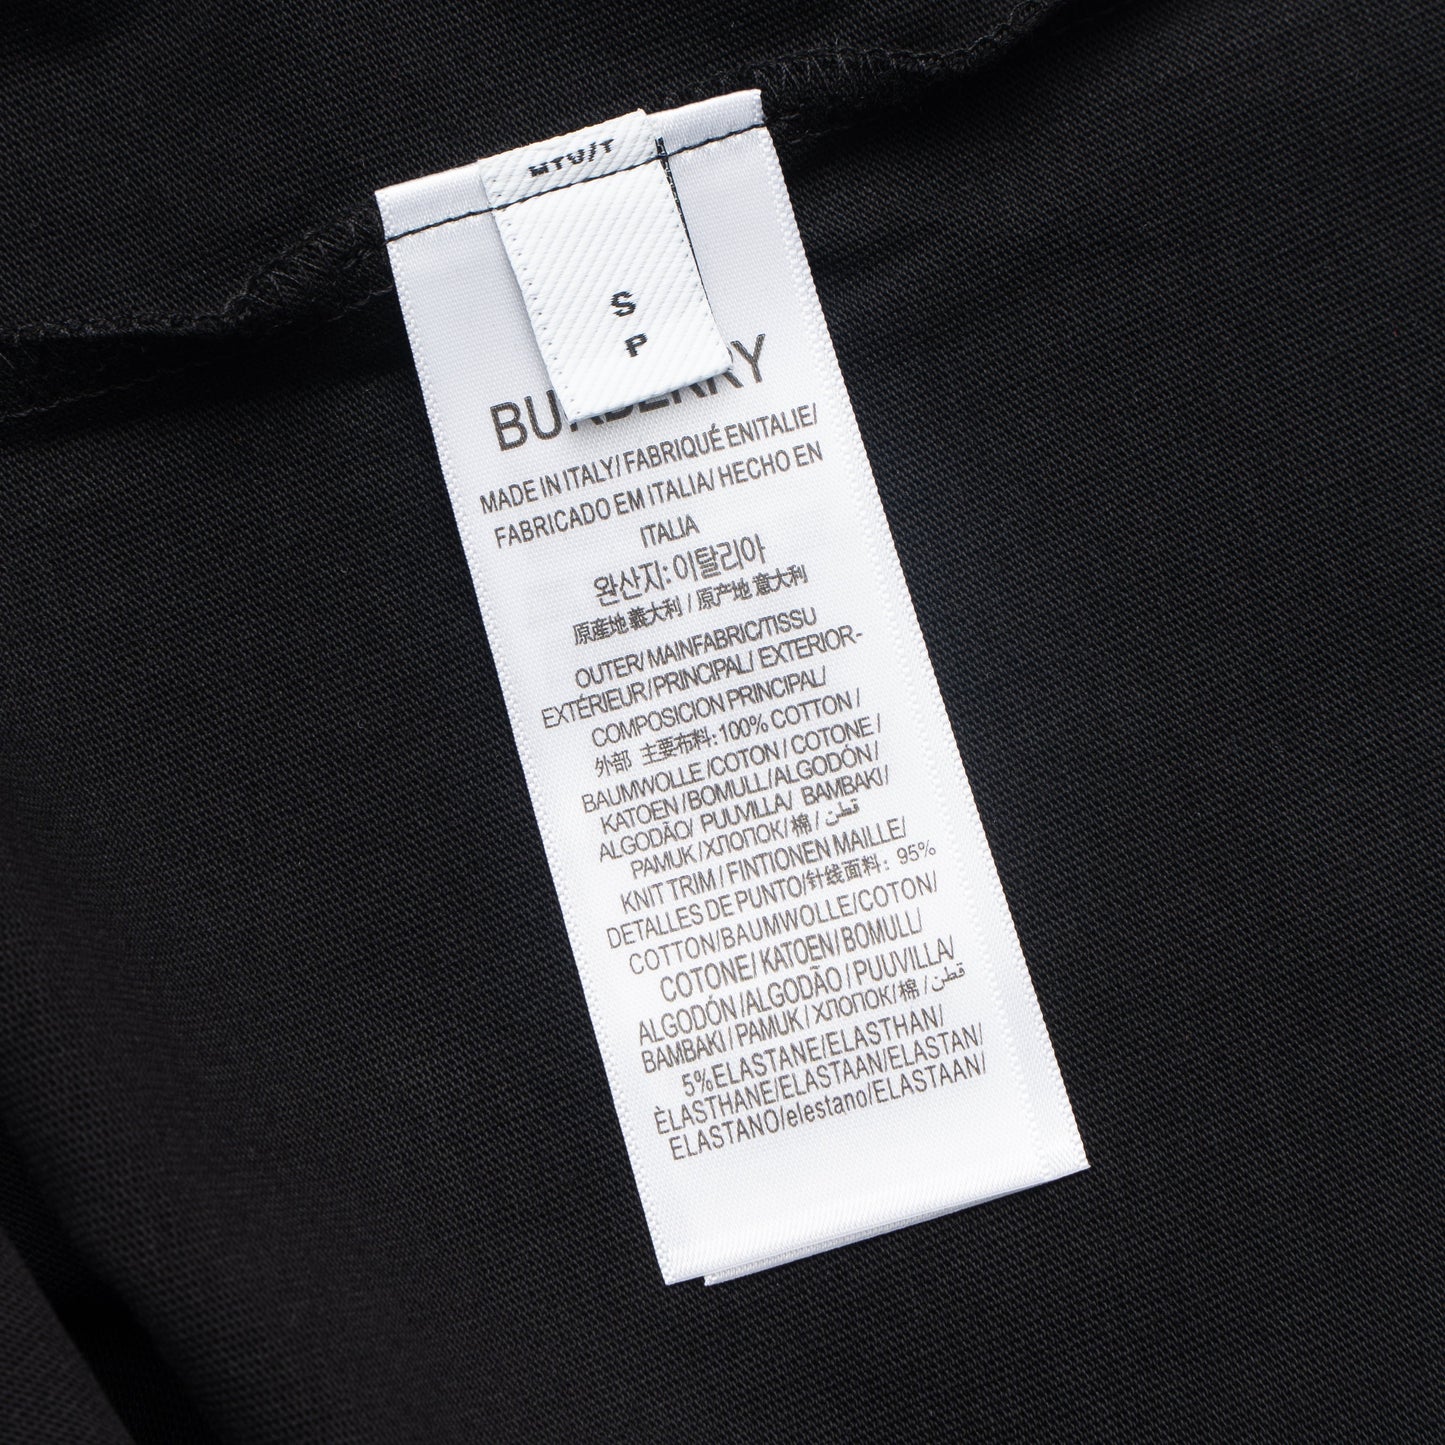 S
P
BURBERRY
MADE IN ITALY/ FABRIQUÉ ENITALIE/
FABRICADO EM ITALIA/ HECHO EN
ITALIA
완산지: 이탈리아
原産地 義大利 / 原产地 意大利
OUTER/ MAINFABRIC/TISSU
EXTÉRIEUR/PRINCIPAL/ EXTERIOR-
COMPOSICION PRINCIPAL/
外部 主要布料: 100% COTTON /
BAUMWOLLE /COTON / COTONE /
KATOEN /BOMULL/ALGODÓN/
ALGODÃO/ PUUVILLA/ BAMBAKI/
PAMUK /ХЛОПОК/ 棉 / قطن
KNIT TRIM / FINTIONEN MAILLE/
DETALLES DE PUNTO/针线面料: 95%
COTTON/BAUMWOLLE/COTON/
COTONE/ KATOEN/ BOMULL/
ALGODÓN /ALGODÃO / PUUVILLA/
BAMBAKI / PAMUK / ХЛОПОК/ 棉 / قطن
5%ELASTANE/ELASTHAN/
ÈLASTHANE/ELASTAAN/ELASTAN/
ELASTANO/elestano/ELASTAAN/